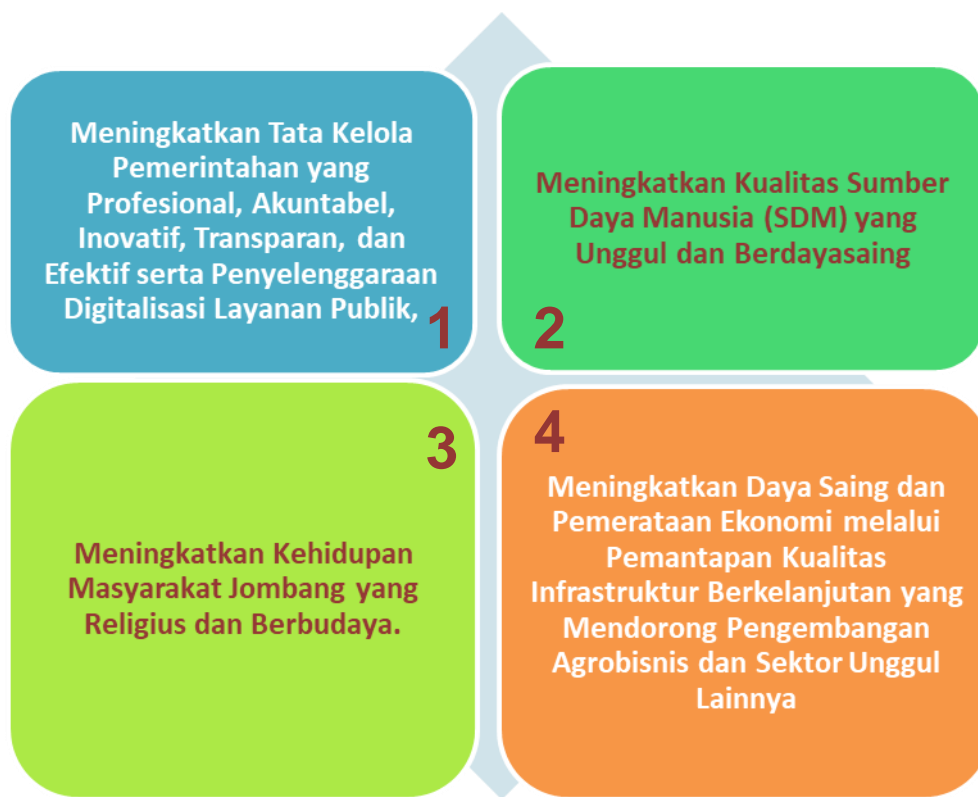 Meningkatkan Tata Kelola
Pemerintahan yang
Profesional, Akuntabel,
Inovatif, Transparan, dan
Efektif serta Penyelenggaraan
Digitalisasi Layanan Publik,
1
Meningkatkan Kualitas Sumber
Daya Manusia (SDM) yang
Unggul dan Berdayasaing
2
3
Meningkatkan Kehidupan
Masyarakat Jombang yang
Religius dan Berbudaya.
4
Meningkatkan Daya Saing dan
Pemerataan Ekonomi melalui
Pemantapan Kualitas
Infrastruktur Berkelanjutan yang
Mendorong Pengembangan
Agrobisnis dan Sektor Unggul
Lainnya